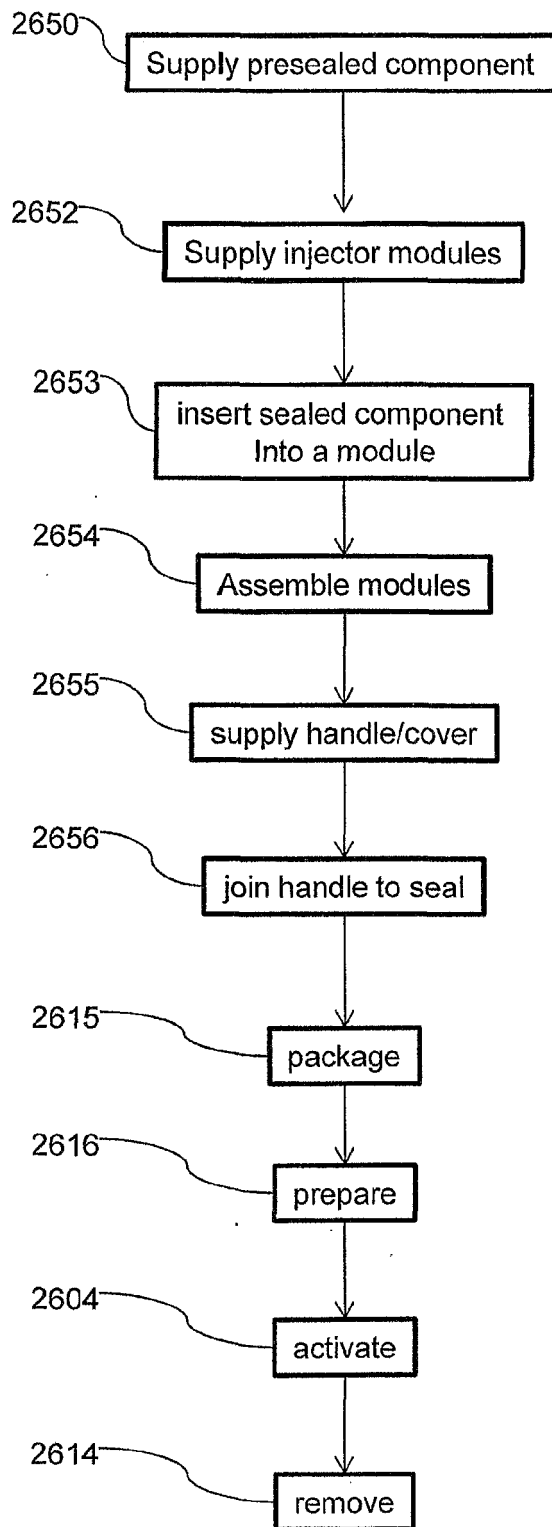 2650
Supply presealed component
2652
Supply injector modules
2653
insert sealed component
Into a module
2654
Assemble modules
2655
supply handle/cover
2656
join handle to seal
2615
package
2616
prepare
2604
activate
2614
remove